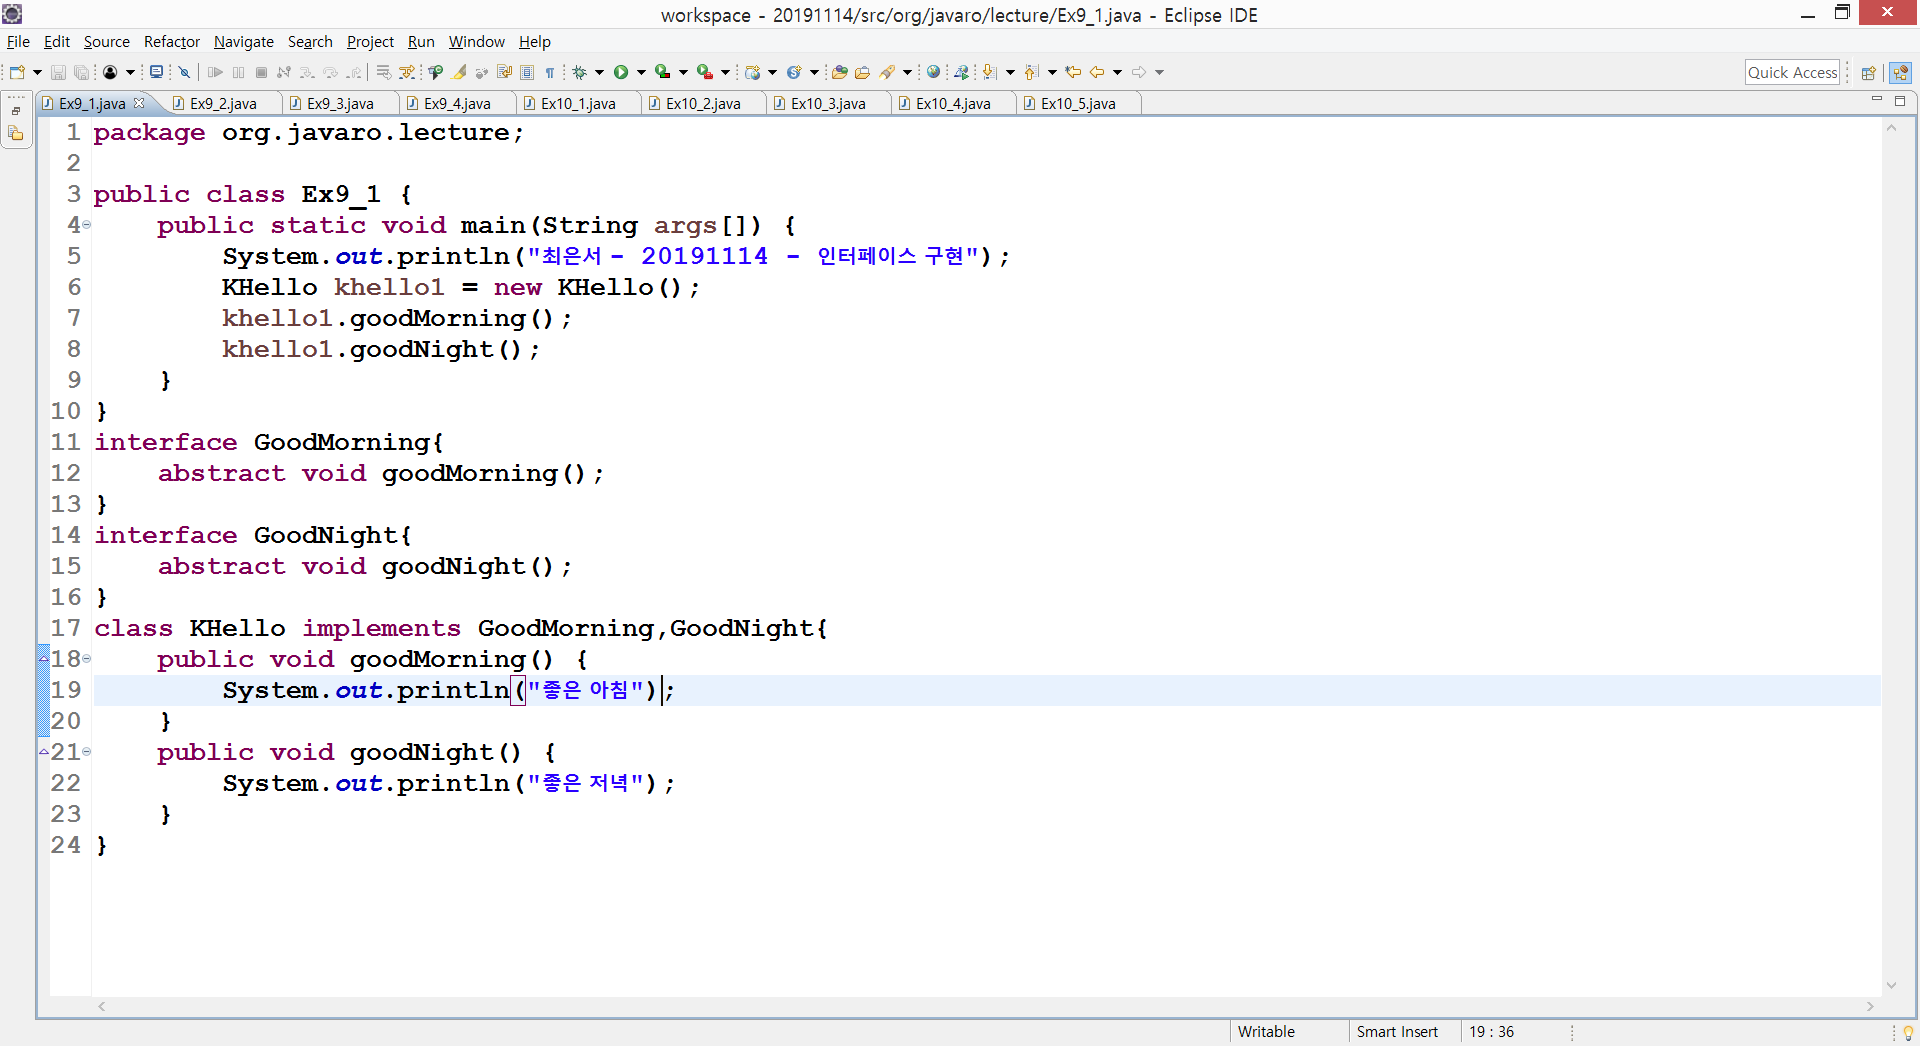 workspace - 20191114/src/org/javaro/lecture/Ex9_1.java - Eclipse IDE
File Edit Source Refactor Navigate Search Project Run Window Help
Quick Access
Ex9_1.java Ex9_2.java Ex9_3.java Ex9_4.java Ex10_1.java Ex10_2.java Ex10_3.java Ex10_4.java Ex10_5.java
1 package org.javaro.lecture;
2
3 public class Ex9_1 {
4     public static void main(String args[]) {
5         System.out.println("최은서 - 20191114 - 인터페이스 구현");
6         KHello khello1 = new KHello();
7         khello1.goodMorning();
8         khello1.goodNight();
9     }
10 }
11 interface GoodMorning{
12     abstract void goodMorning();
13 }
14 interface GoodNight{
15     abstract void goodNight();
16 }
17 class KHello implements GoodMorning,GoodNight{
18     public void goodMorning() {
19         System.out.println("좋은 아침");
20     }
21     public void goodNight() {
22         System.out.println("좋은 저녁");
23     }
24 }
Writable Smart Insert 19 : 36